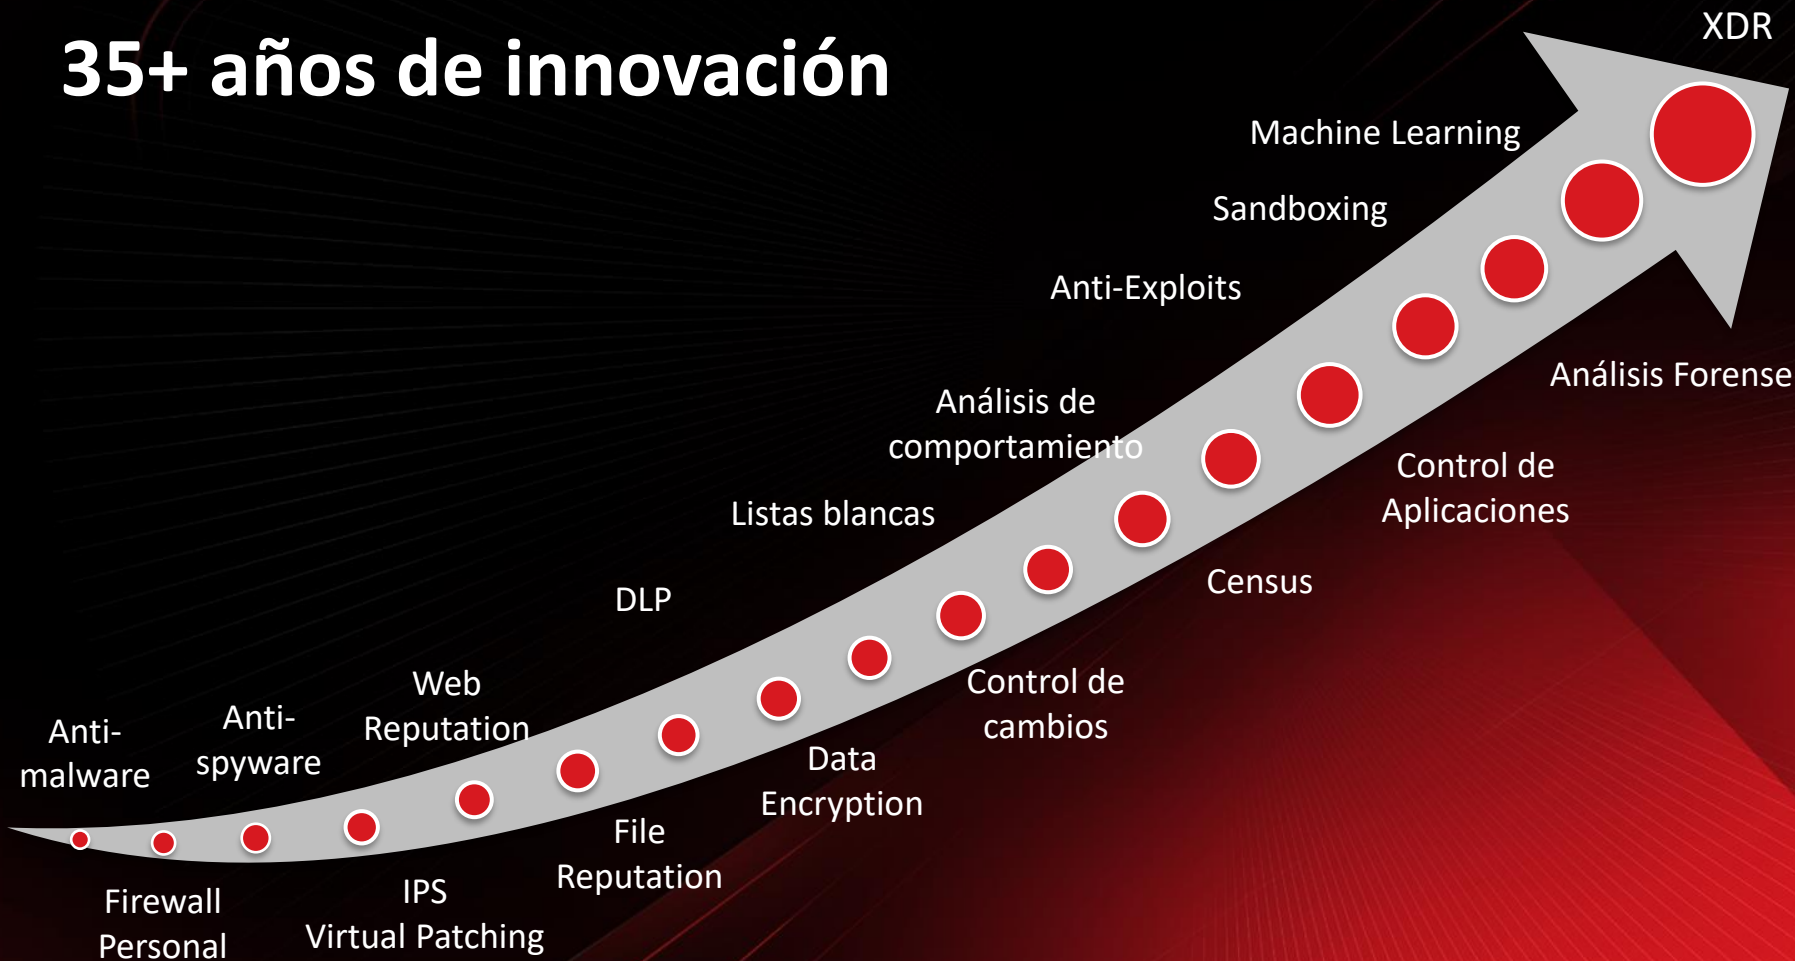 35+ años de innovación
XDR
Machine Learning
Sandboxing
Anti-Exploits
Análisis Forense
Análisis de
comportamiento
Control de
Aplicaciones
Listas blancas
Census
DLP
Web
Reputation
Control de
cambios
Anti-
spyware
Anti-
malware
Data
Encryption
File
Reputation
IPS
Virtual Patching
Firewall
Personal